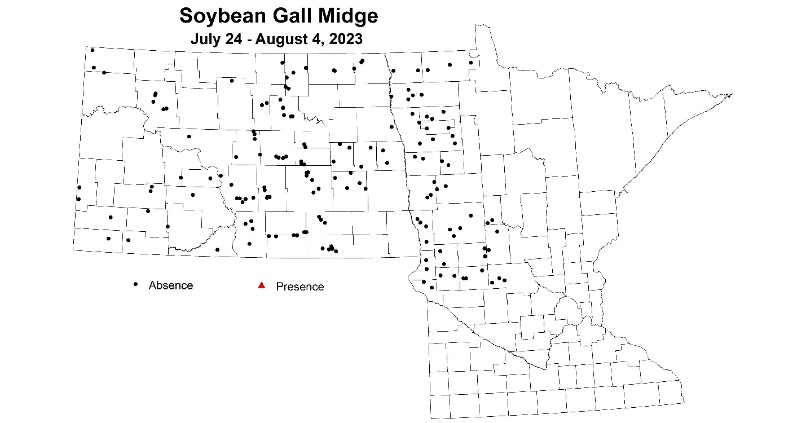 Soybean Gall Midge
July 24 - August 4, 2023
Absence Presence